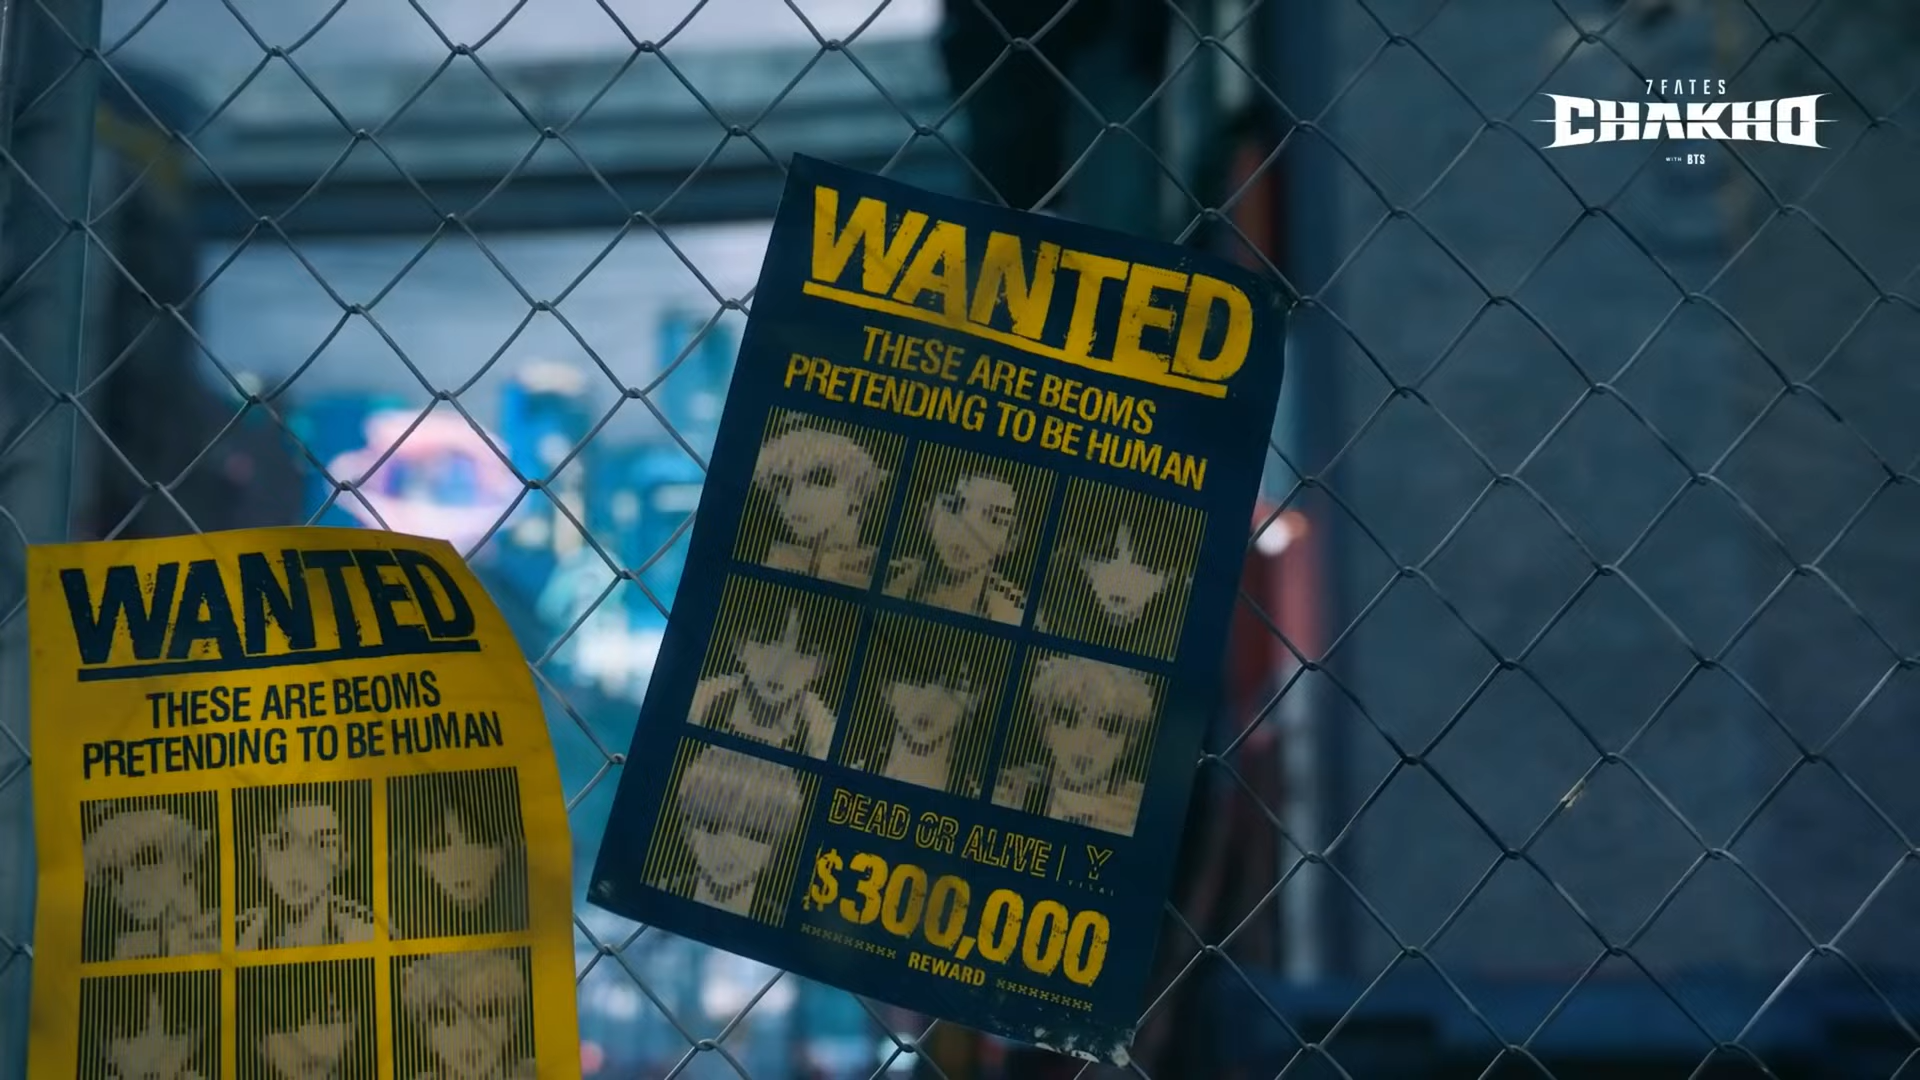 7FATES
CHAKHO
WITH BTS
WANTED
THESE ARE BEOMS
PRETENDING TO BE HUMAN
DEAD OR ALIVE | Y
$300,000
REWARD
WANTED
THESE ARE BEOMS
PRETENDING TO BE HUMAN